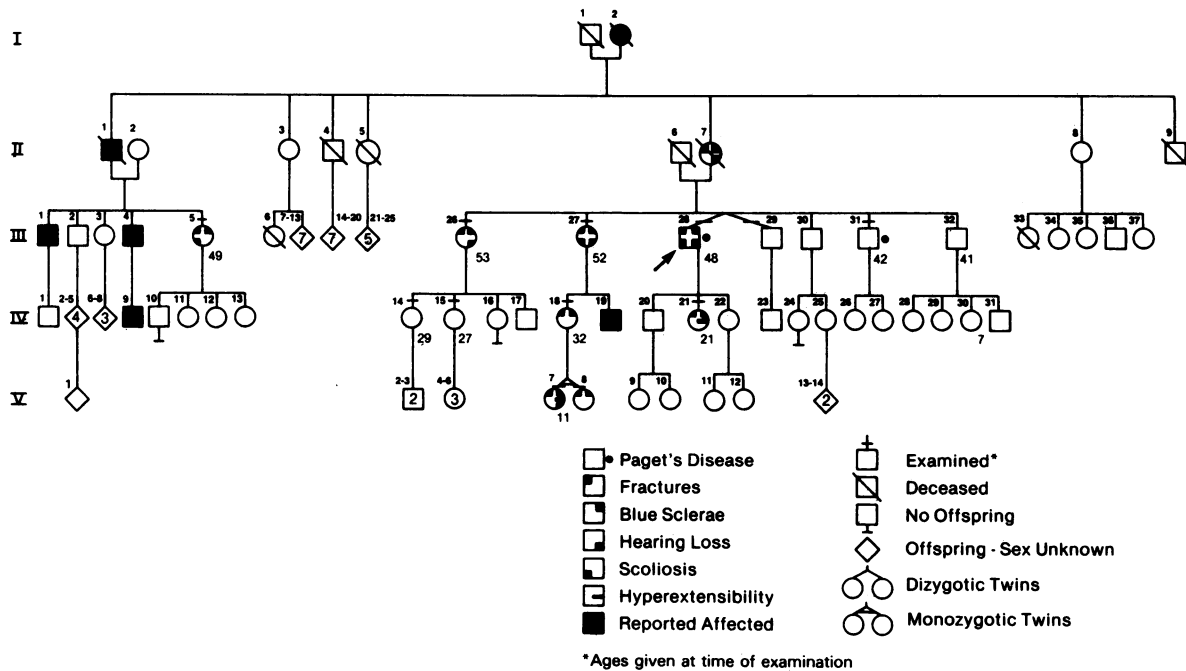 1 2
I
1 2 3 4 5 6 7 8 9
II
1 2 3 4 5 6 7-13 14-20 21-25 26 27 28 29 30 31 32 33 34 35 36 37
III 7 7 5
49 53 52 48 42 41
1 2-5 6-8 9 10 11 12 13 14 15 16 17 18 19 20 21 22 23 24 25 26 27 28 29 30 31
IV 4 3
29 27 32 21 7
1 2-3 4-6 7 8 9 10 11 12 13-14
V 2 3 2
11
Paget's Disease
Fractures
Blue Sclerae
Hearing Loss
Scoliosis
Hyperextensibility
Reported Affected
Examined*
Deceased
No Offspring
Offspring - Sex Unknown
Dizygotic Twins
Monozygotic Twins
*Ages given at time of examination